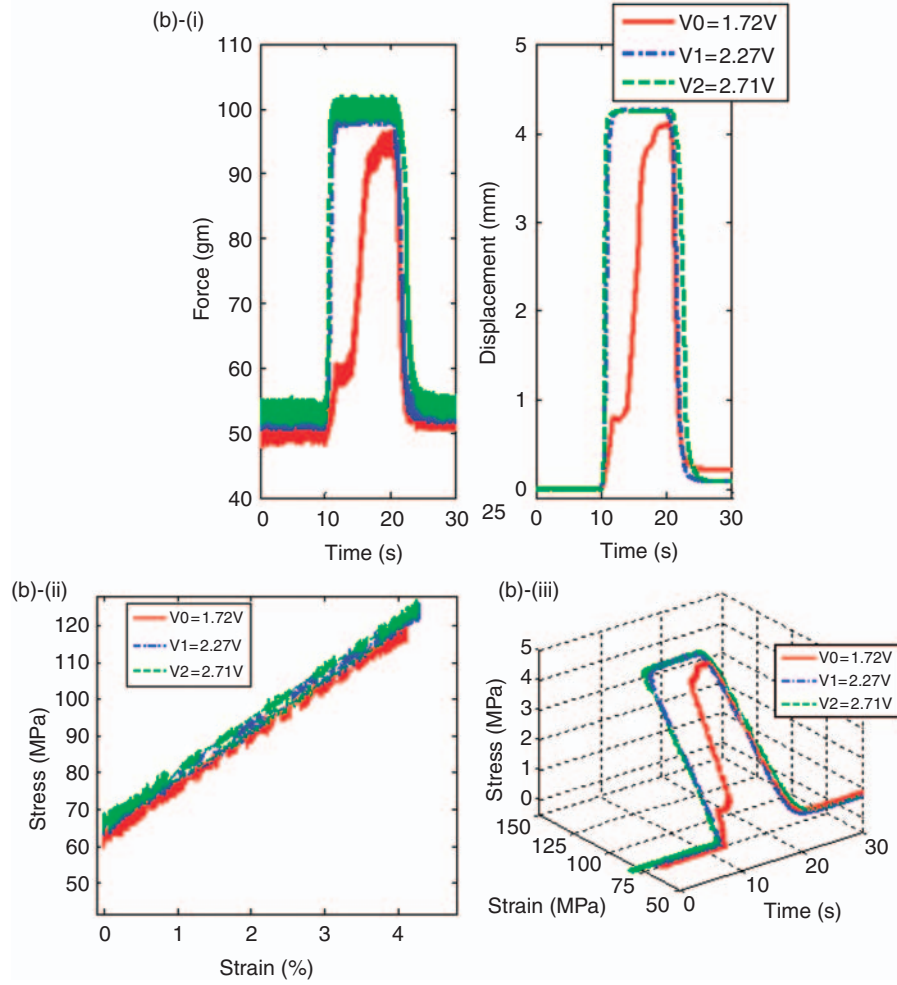 (b)-(i)
110
100
90
80
70
60
50
40
Force (gm)
0 10 20 30
Time (s)
V0=1.72V
V1=2.27V
V2=2.71V
5
4
3
2
1
0
25
Displacement (mm)
0 10 20 30
Time (s)
(b)-(ii)
V0=1.72V
V1=2.27V
V2=2.71V
120
110
100
90
80
70
60
50
Stress (MPa)
0 1 2 3 4
Strain (%)
(b)-(iii)
V0=1.72V
V1=2.27V
V2=2.71V
5
4
3
2
1
0
Stress (MPa)
150
125
100
75
50
Strain (MPa)
0
10
20
30
Time (s)